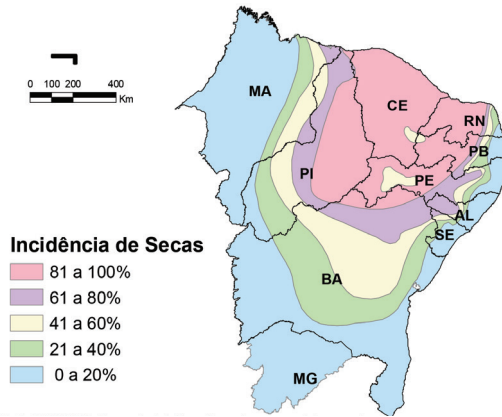 0 100 200 400
Km
MA
CE
RN
PB
PI
PE
AL
SE
BA
MG
Incidência de Secas
81 a 100%
61 a 80%
41 a 60%
21 a 40%
0 a 20%